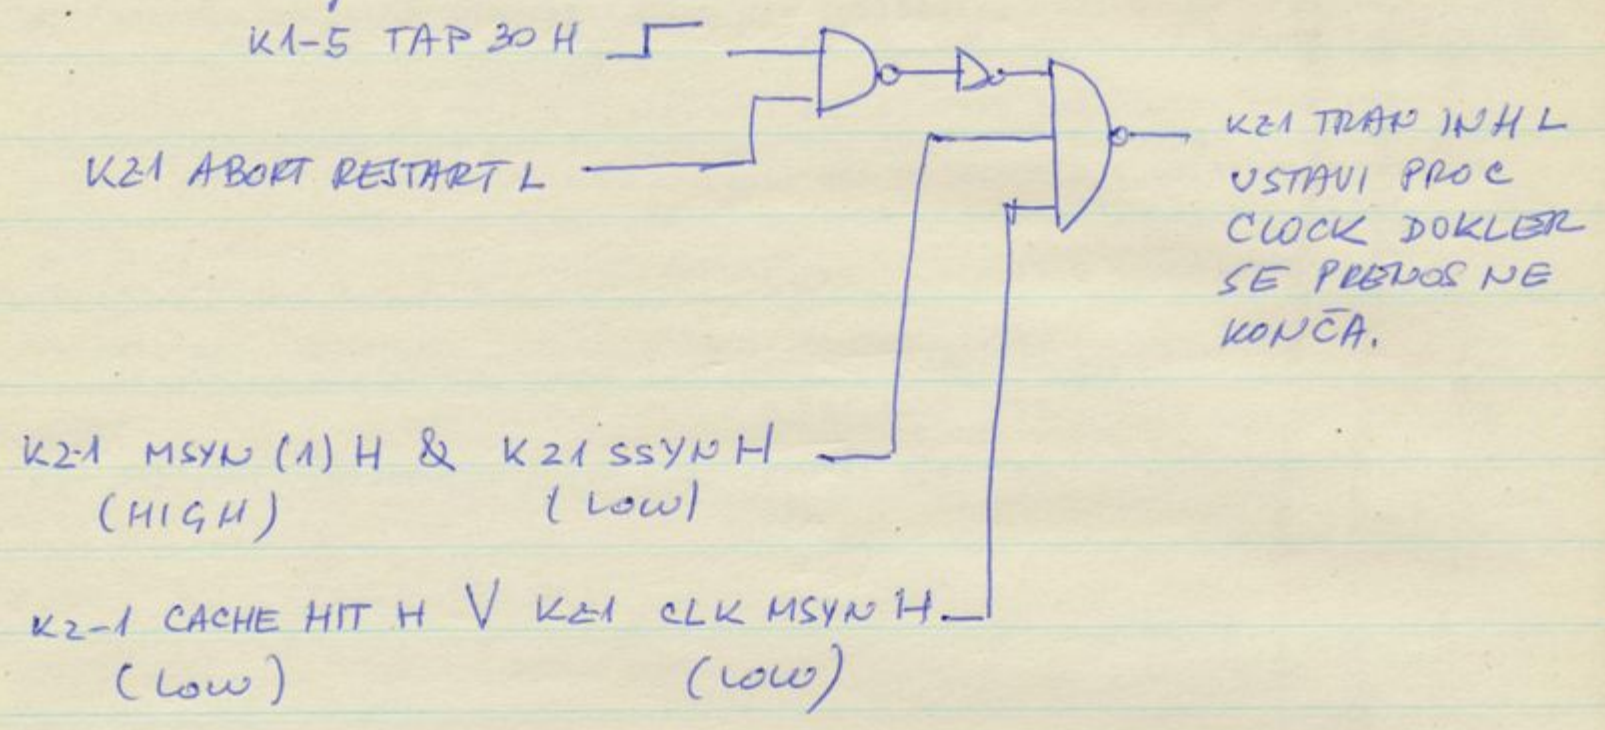 K1-5 TAP 30 H
K21 ABORT RESTART L
K21 TRAN INH L
USTAVI PROC
CLOCK DOKLER
SE PRENOS NE
KONČA.
K2-1 MSYN (1) H & K21 SSYN H
(HIGH) (LOW)
K2-1 CACHE HIT H V K21 CLK MSYN H
(LOW) (LOW)